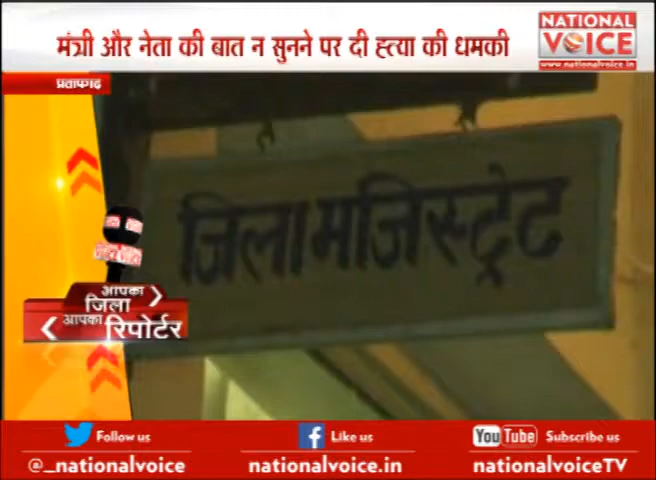 मंत्री और नेता की बात न सुनने पर दी ह्त्या की धमकी
NATIONAL
VOICE
www.nationalvoice.in
प्रतापगढ़
जिला मजिस्ट्रेट
आपका
जिला
आपका
रिपोर्टर
Follow us
@_nationalvoice
Like us
nationalvoice.in
YouTube
Subscribe us
nationalvoiceTV